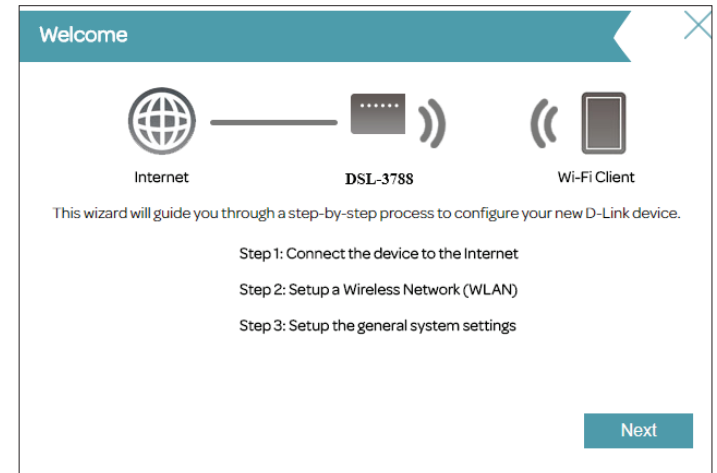 Welcome
Internet
DSL-3788
Wi-Fi Client
This wizard will guide you through a step-by-step process to configure your new D-Link device.
Step 1: Connect the device to the Internet
Step 2: Setup a Wireless Network (WLAN)
Step 3: Setup the general system settings
Next